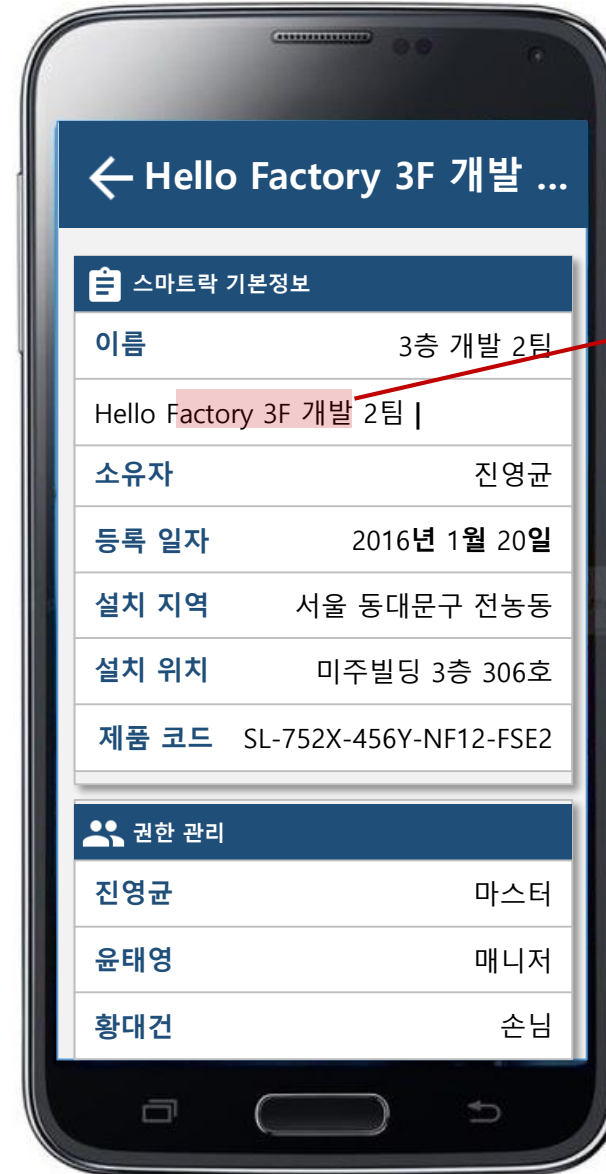 Hello Factory 3F 개발 ...
스마트락 기본정보
이름 3층 개발 2팀
Hello Factory 3F 개발 2팀 |
소유자 진영균
등록 일자 2016년 1월 20일
설치 지역 서울 동대문구 전농동
설치 위치 미주빌딩 3층 306호
제품 코드 SL-752X-456Y-NF12-FSE2
권한 관리
진영균 마스터
윤태영 매니저
황대건 손님